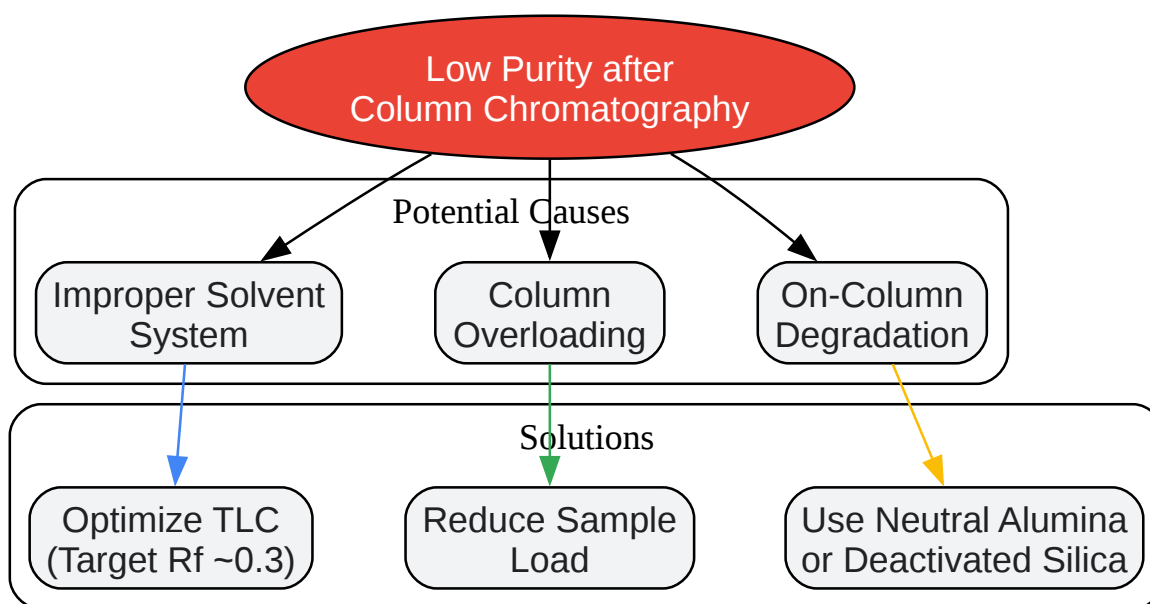 Low Purity after
Column Chromatography
Potential Causes
Improper Solvent
System
Column
Overloading
On-Column
Degradation
Solutions
Optimize TLC
(Target Rf ~0.3)
Reduce Sample
Load
Use Neutral Alumina
or Deactivated Silica